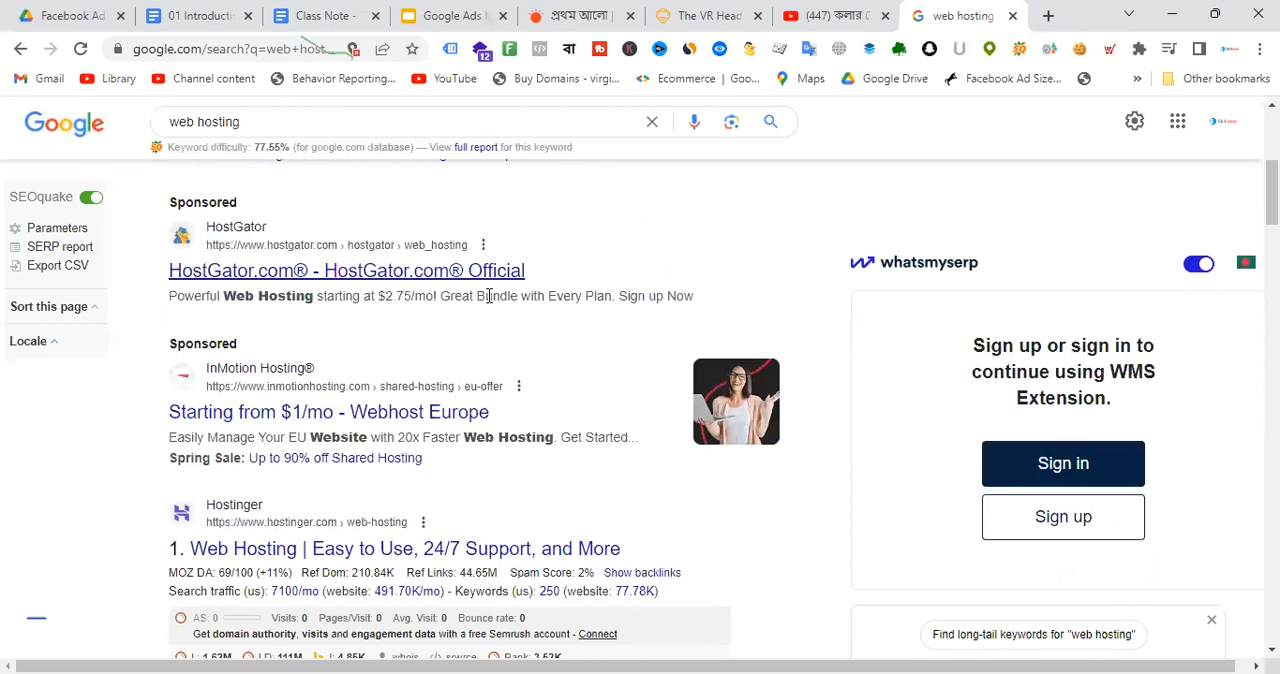 Facebook Ad
01 Introducti
Class Note -
Google Ads
প্রথম আলো |
The VR Head
(447) কলার
web hosting
google.com/search?q=web+host
বা
12
Gmail
Library
Channel content
Behavior Reporting...
YouTube
Buy Domains - virgi...
Ecommerce | Goo...
Maps
Google Drive
Facebook Ad Size...
»
Other bookmarks
Google
web hosting
Keyword difficulty: 77.55% (for google.com database) — View full report for this keyword
SEOquake
Parameters
SERP report
Export CSV
Sort this page
Locale
Sponsored
HostGator
https://www.hostgator.com › hostgator › web_hosting
HostGator.com® - HostGator.com® Official
Powerful Web Hosting starting at $2.75/mo! Great Bundle with Every Plan. Sign up Now
Sponsored
InMotion Hosting®
https://www.inmotionhosting.com › shared-hosting › eu-offer
Starting from $1/mo - Webhost Europe
Easily Manage Your EU Website with 20x Faster Web Hosting. Get Started...
Spring Sale: Up to 90% off Shared Hosting
Hostinger
https://www.hostinger.com › web-hosting
1. Web Hosting | Easy to Use, 24/7 Support, and More
MOZ DA: 69/100 (+11%) Ref Dom: 210.84K Ref Links: 44.65M Spam Score: 2% Show backlinks
Search traffic (us): 7100/mo (website: 491.70K/mo) - Keywords (us): 250 (website: 77.78K)
AS: 0 Visits: 0 Pages/Visit: 0 Avg. Visit: 0 Bounce rate: 0
Get domain authority, visits and engagement data with a free Semrush account - Connect
whatsmyserp
Sign up or sign in to
continue using WMS
Extension.
Sign in
Sign up
Find long-tail keywords for "web hosting"